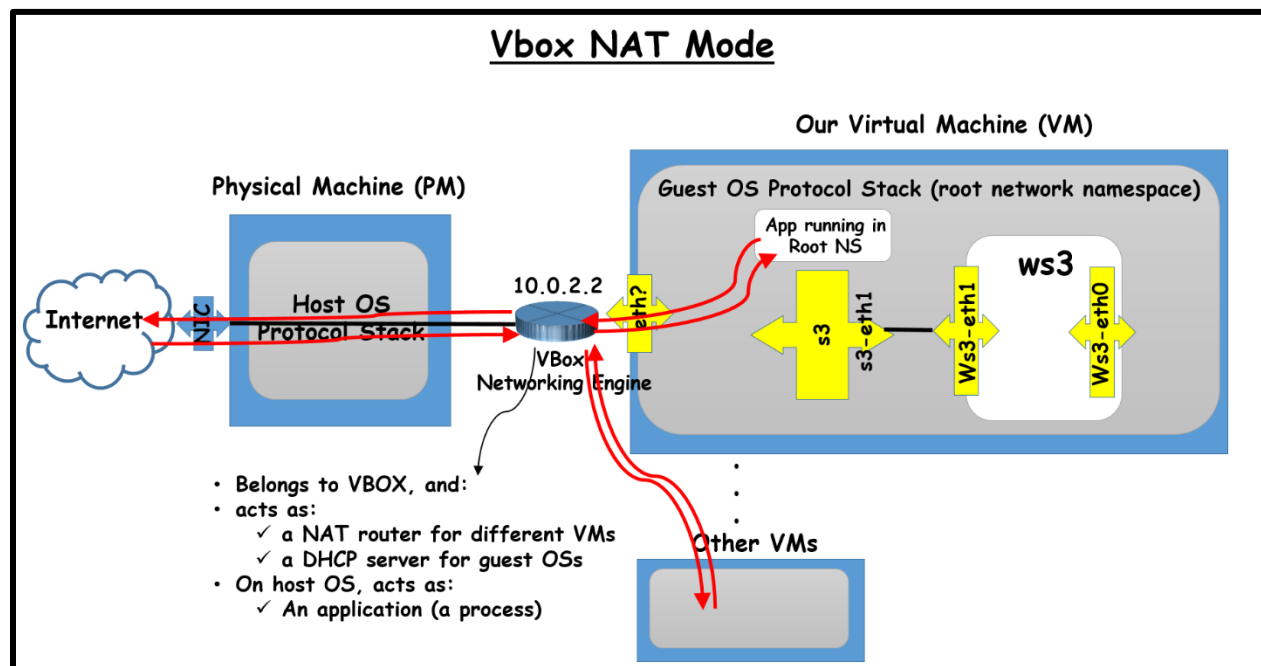 Vbox NAT Mode
Our Virtual Machine (VM)
Physical Machine (PM)
Guest OS Protocol Stack (root network namespace)
App running in
Root NS
ws3
10.0.2.2
Internet
NIC
Host OS
Protocol Stack
eth?
s3
s3-eth1
Ws3-eth1
Ws3-eth0
VBox
Networking Engine
• Belongs to VBOX, and:
• acts as:
✓ a NAT router for different VMs
✓ a DHCP server for guest OSs
• On host OS, acts as:
✓ An application (a process)
Other VMs